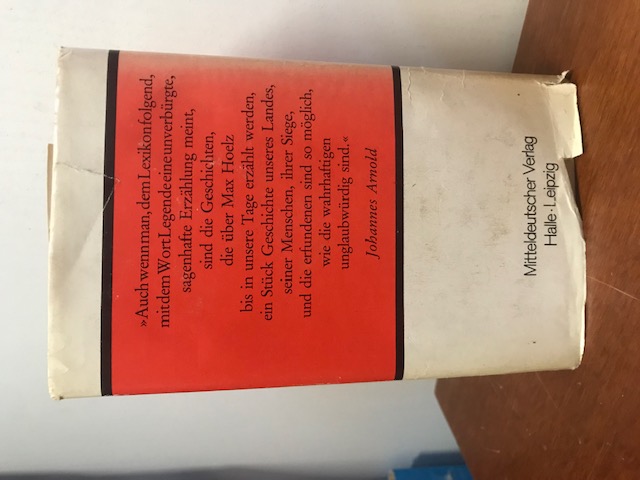 »Auch wenn man, dem Lexikon folgend,
mit dem Wort Legende eine unverbürgte,
sagenhafte Erzählung meint,
sind die Geschichten,
die über Max Hoelz
bis in unsere Tage erzählt werden,
ein Stück Geschichte unseres Landes,
seiner Menschen, ihrer Siege,
und die erfundenen sind so möglich,
wie die wahrhaftigen
unglaubwürdig sind.«
Johannes Arnold
Mitteldeutscher Verlag
Halle · Leipzig